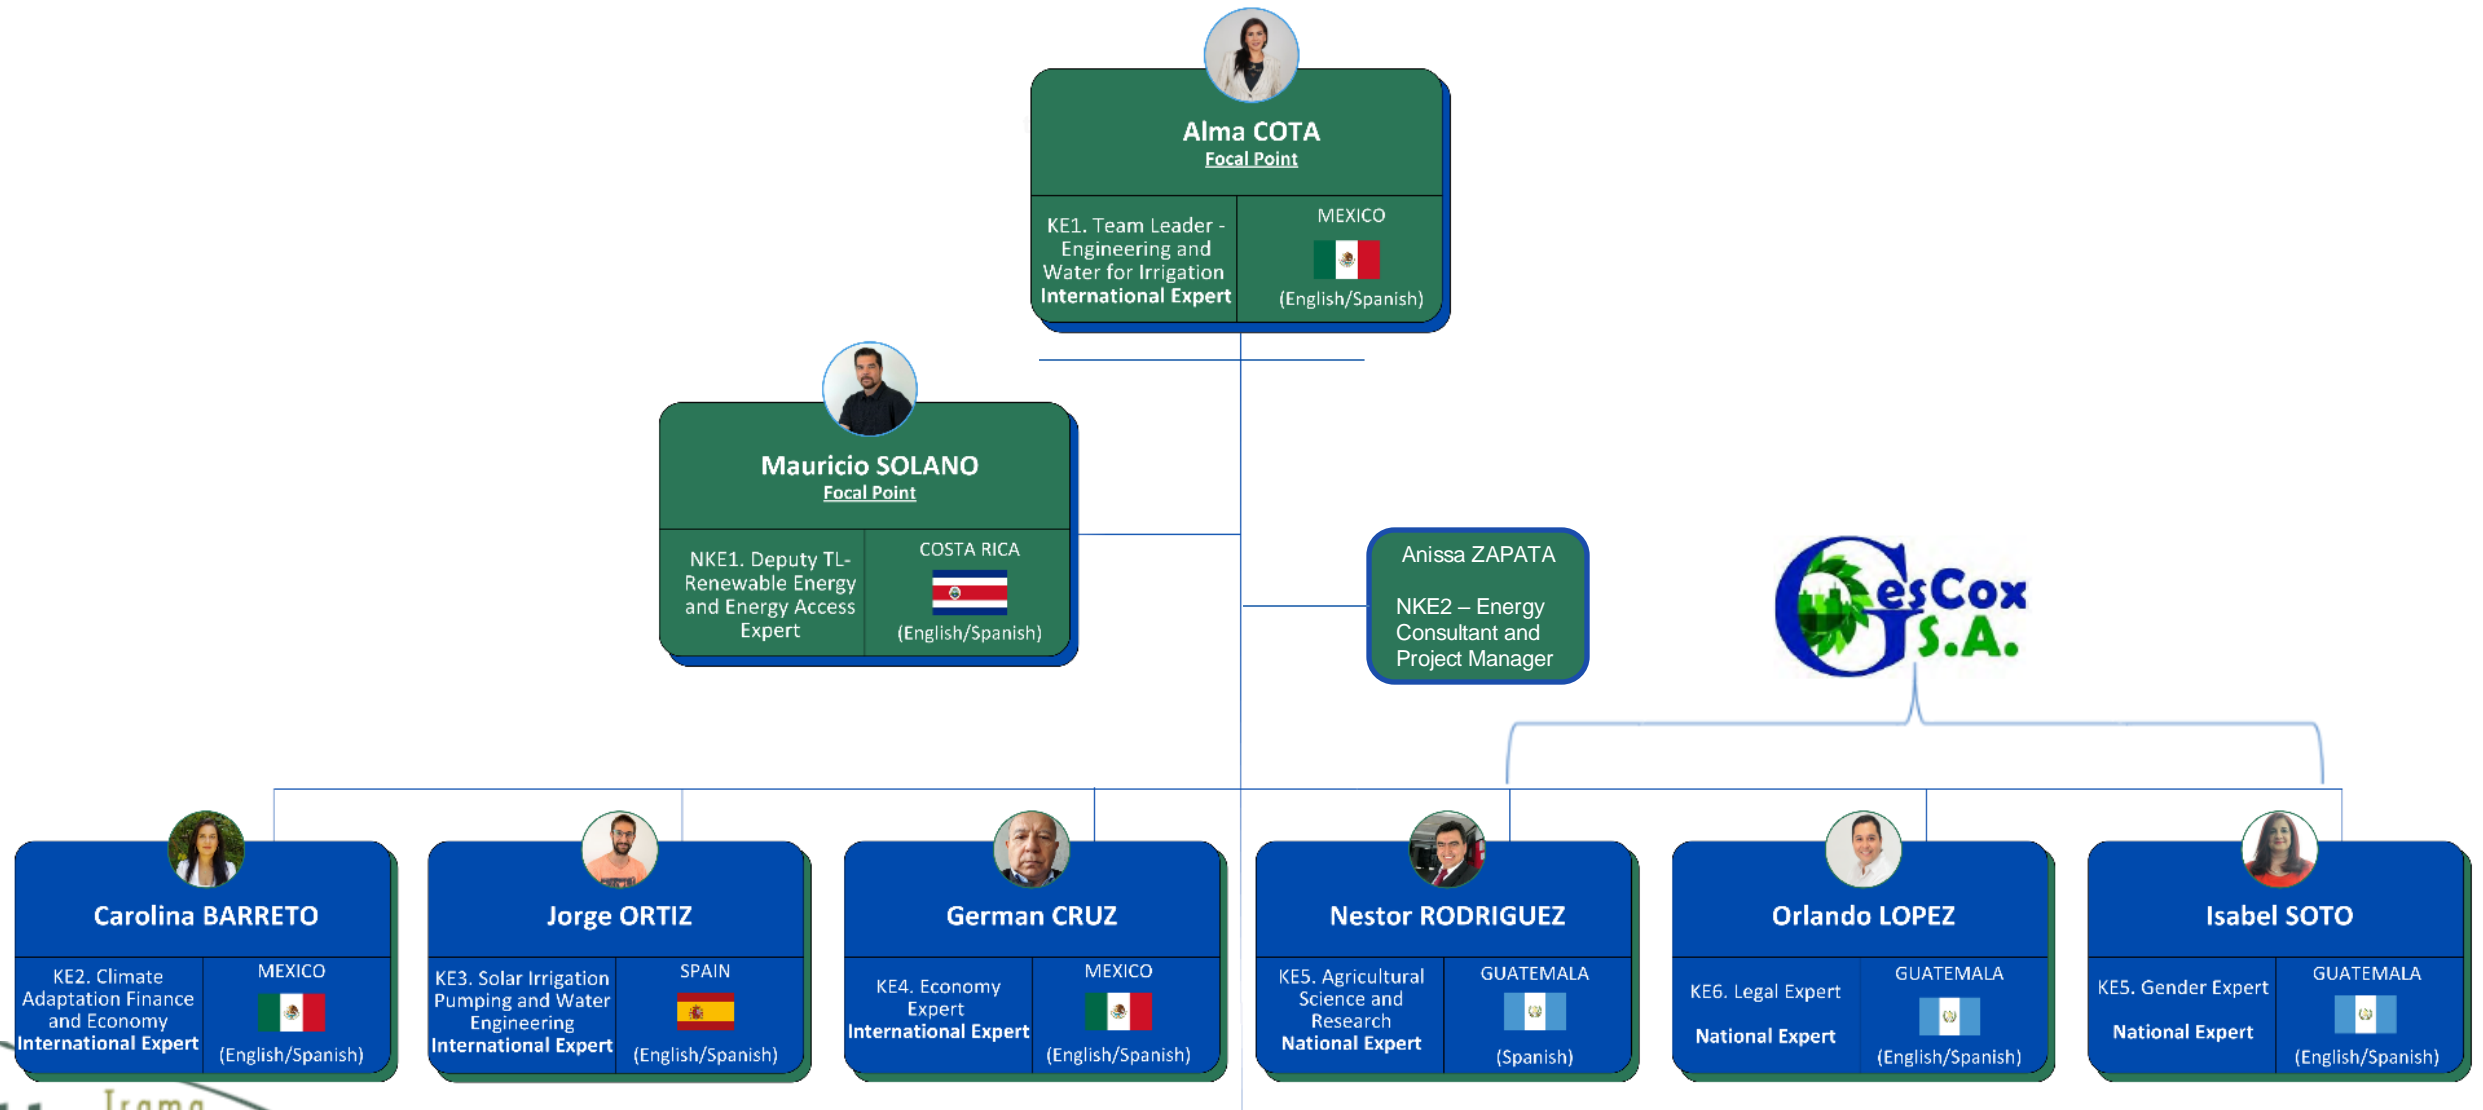 Alma COTA
Focal Point
KE1. Team Leader -
Engineering and
Water for Irrigation
International Expert
MEXICO
(English/Spanish)
Mauricio SOLANO
Focal Point
NKE1. Deputy TL-
Renewable Energy
and Energy Access
Expert
COSTA RICA
(English/Spanish)
Anissa ZAPATA
NKE2 – Energy
Consultant and
Project Manager
GesCox
S.A.
Carolina BARRETO
KE2. Climate
Adaptation Finance
and Economy
International Expert
MEXICO
(English/Spanish)
Jorge ORTIZ
KE3. Solar Irrigation
Pumping and Water
Engineering
International Expert
SPAIN
(English/Spanish)
German CRUZ
KE4. Economy
Expert
International Expert
MEXICO
(English/Spanish)
Nestor RODRIGUEZ
KE5. Agricultural
Science and
Research
National Expert
GUATEMALA
(Spanish)
Orlando LOPEZ
KE6. Legal Expert
National Expert
GUATEMALA
(English/Spanish)
Isabel SOTO
KE5. Gender Expert
National Expert
GUATEMALA
(English/Spanish)